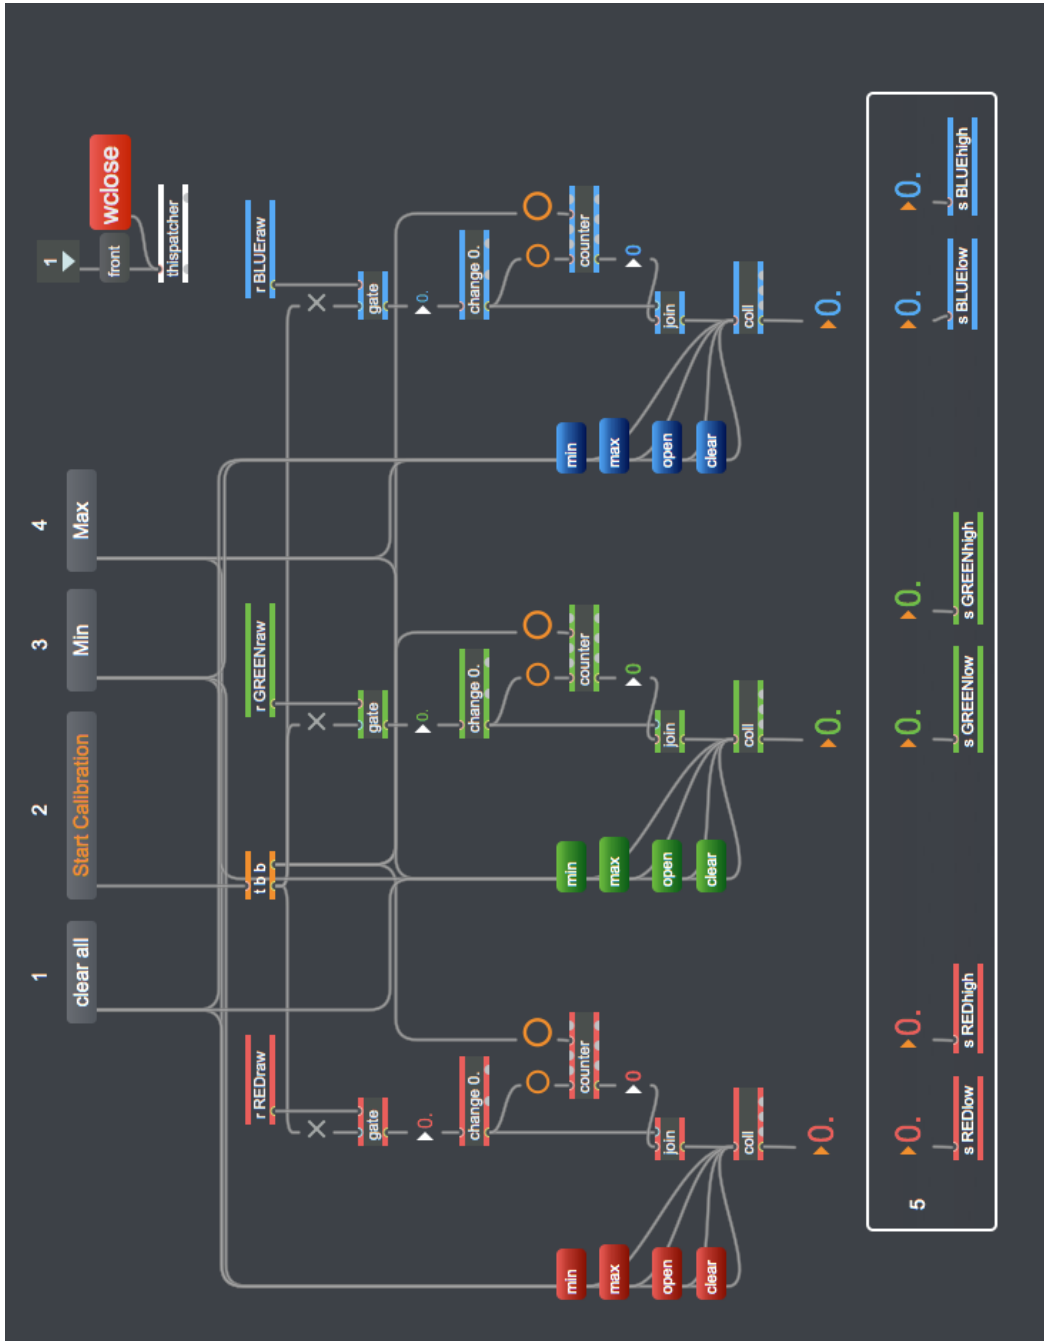 1
2
3
4
clear all
Start Calibration
Min
Max
1
front
wclose
thispatcher
r REDraw
t b b
r GREENraw
r BLUEraw
gate
gate
gate
0.
0.
0.
change 0.
change 0.
change 0.
min
counter
min
counter
min
counter
max
0
max
0
max
0
open
join
open
join
open
join
clear
coll
clear
coll
clear
coll
0.
0.
0.
5
0.
0.
0.
0.
0.
0.
s REDlow
s REDhigh
s GREENlow
s GREENhigh
s BLUElow
s BLUEhigh